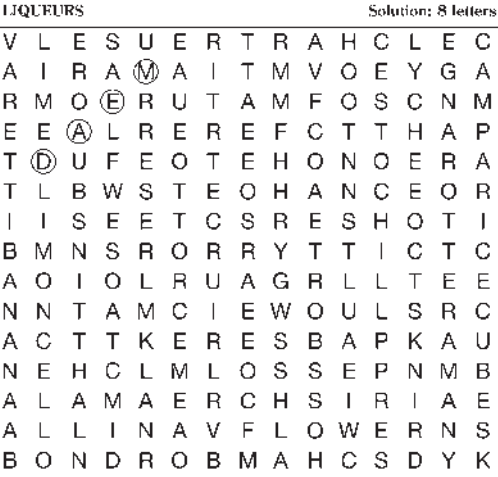 LIQUEURS Solution: 8 letters
V L E S U E R T R A H C L E C
A I R A M A I T M V O E Y G A
R M O E R U T A M F O S C N M
E E A L R E R E F C T T H A P
T D U F E O T E H O N O E R A
T L B W S T E O H A N C E O R
I I S E E T C S R E S H O T I
B M N S R O R R Y T T I C T C
A O I O L R U A G R L L T E E
N N T A M C I E W O U L S R C
A C T T K E R E S B A P K A U
N E H C L M L O S S E P N M B
A L A M A E R C H S I R I A E
A L L I N A V F L O W E R N S
B O N D R O B M A H C S D Y K